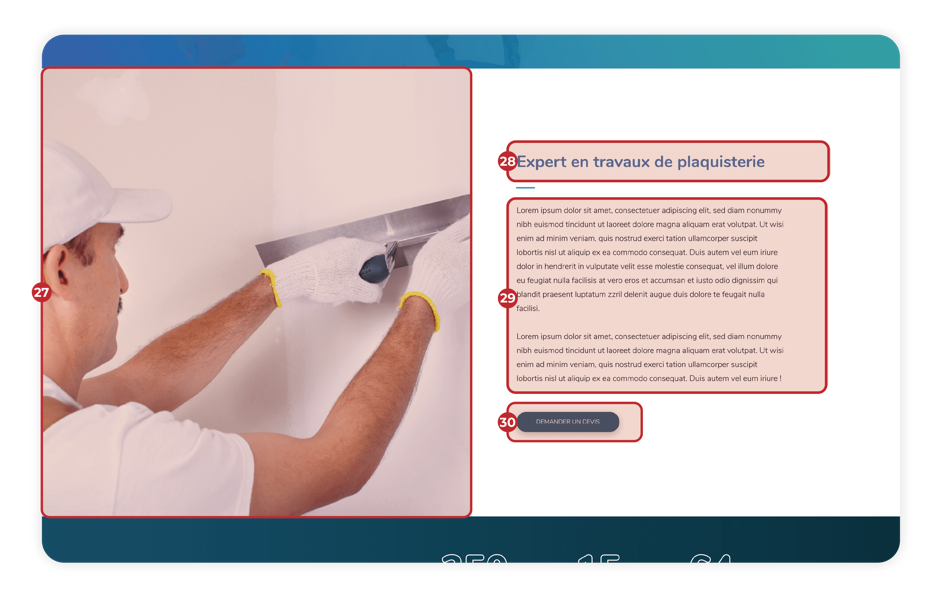 27
28
Expert en travaux de plaquisterie
29
Lorem ipsum dolor sit amet, consectetuer adipiscing elit, sed diam nonummy
nibh euismod tincidunt ut laoreet dolore magna aliquam erat volutpat. Ut wisi
enim ad minim veniam, quis nostrud exerci tation ullamcorper suscipit
lobortis nisl ut aliquip ex ea commodo consequat. Duis autem vel eum iriure
dolor in hendrerit in vulputate velit esse molestie consequat, vel illum dolore
eu feugiat nulla facilisis at vero eros et accumsan et iusto odio dignissim qui
blandit praesent luptatum zzril delenit augue duis dolore te feugait nulla
facilisi.
Lorem ipsum dolor sit amet, consectetuer adipiscing elit, sed diam nonummy
nibh euismod tincidunt ut laoreet dolore magna aliquam erat volutpat. Ut wisi
enim ad minim veniam, quis nostrud exerci tation ullamcorper suscipit
lobortis nisl ut aliquip ex ea commodo consequat. Duis autem vel eum iriure !
30
DEMANDER UN DEVIS